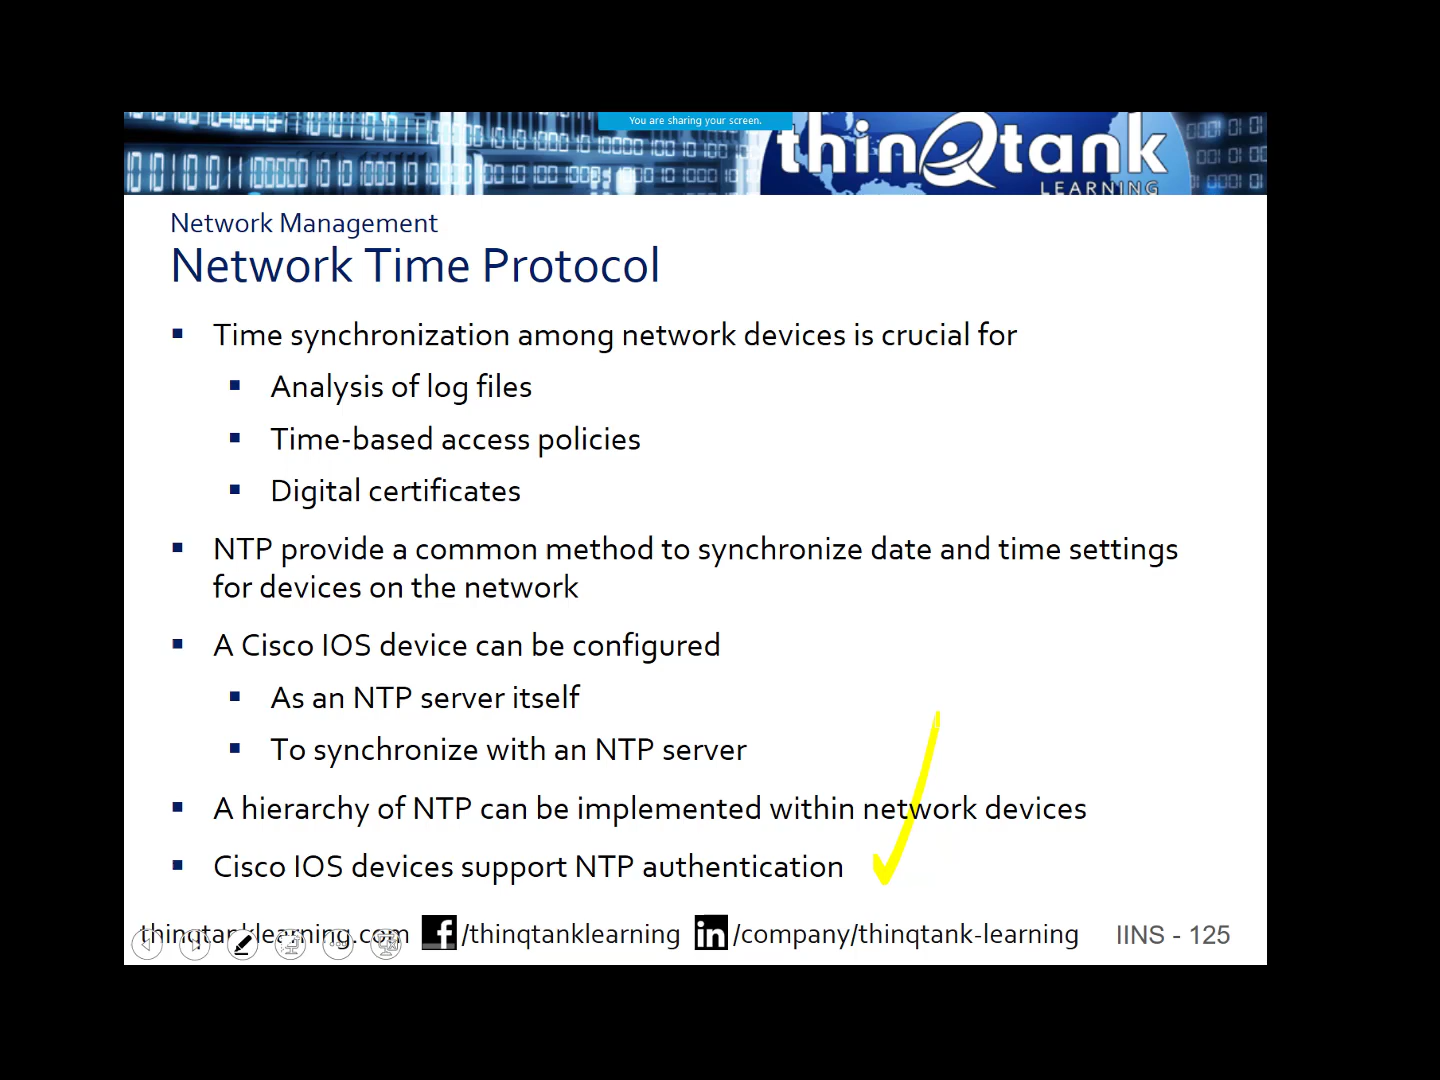 You are sharing your screen.
thinQtank
LEARNING
Network Management
Network Time Protocol
Time synchronization among network devices is crucial for
Analysis of log files
Time-based access policies
Digital certificates
NTP provide a common method to synchronize date and time settings
for devices on the network
A Cisco IOS device can be configured
As an NTP server itself
To synchronize with an NTP server
A hierarchy of NTP can be implemented within network devices
Cisco IOS devices support NTP authentication
thinqtanklearning.com f /thinqtanklearning in /company/thinqtank-learning IINS - 125